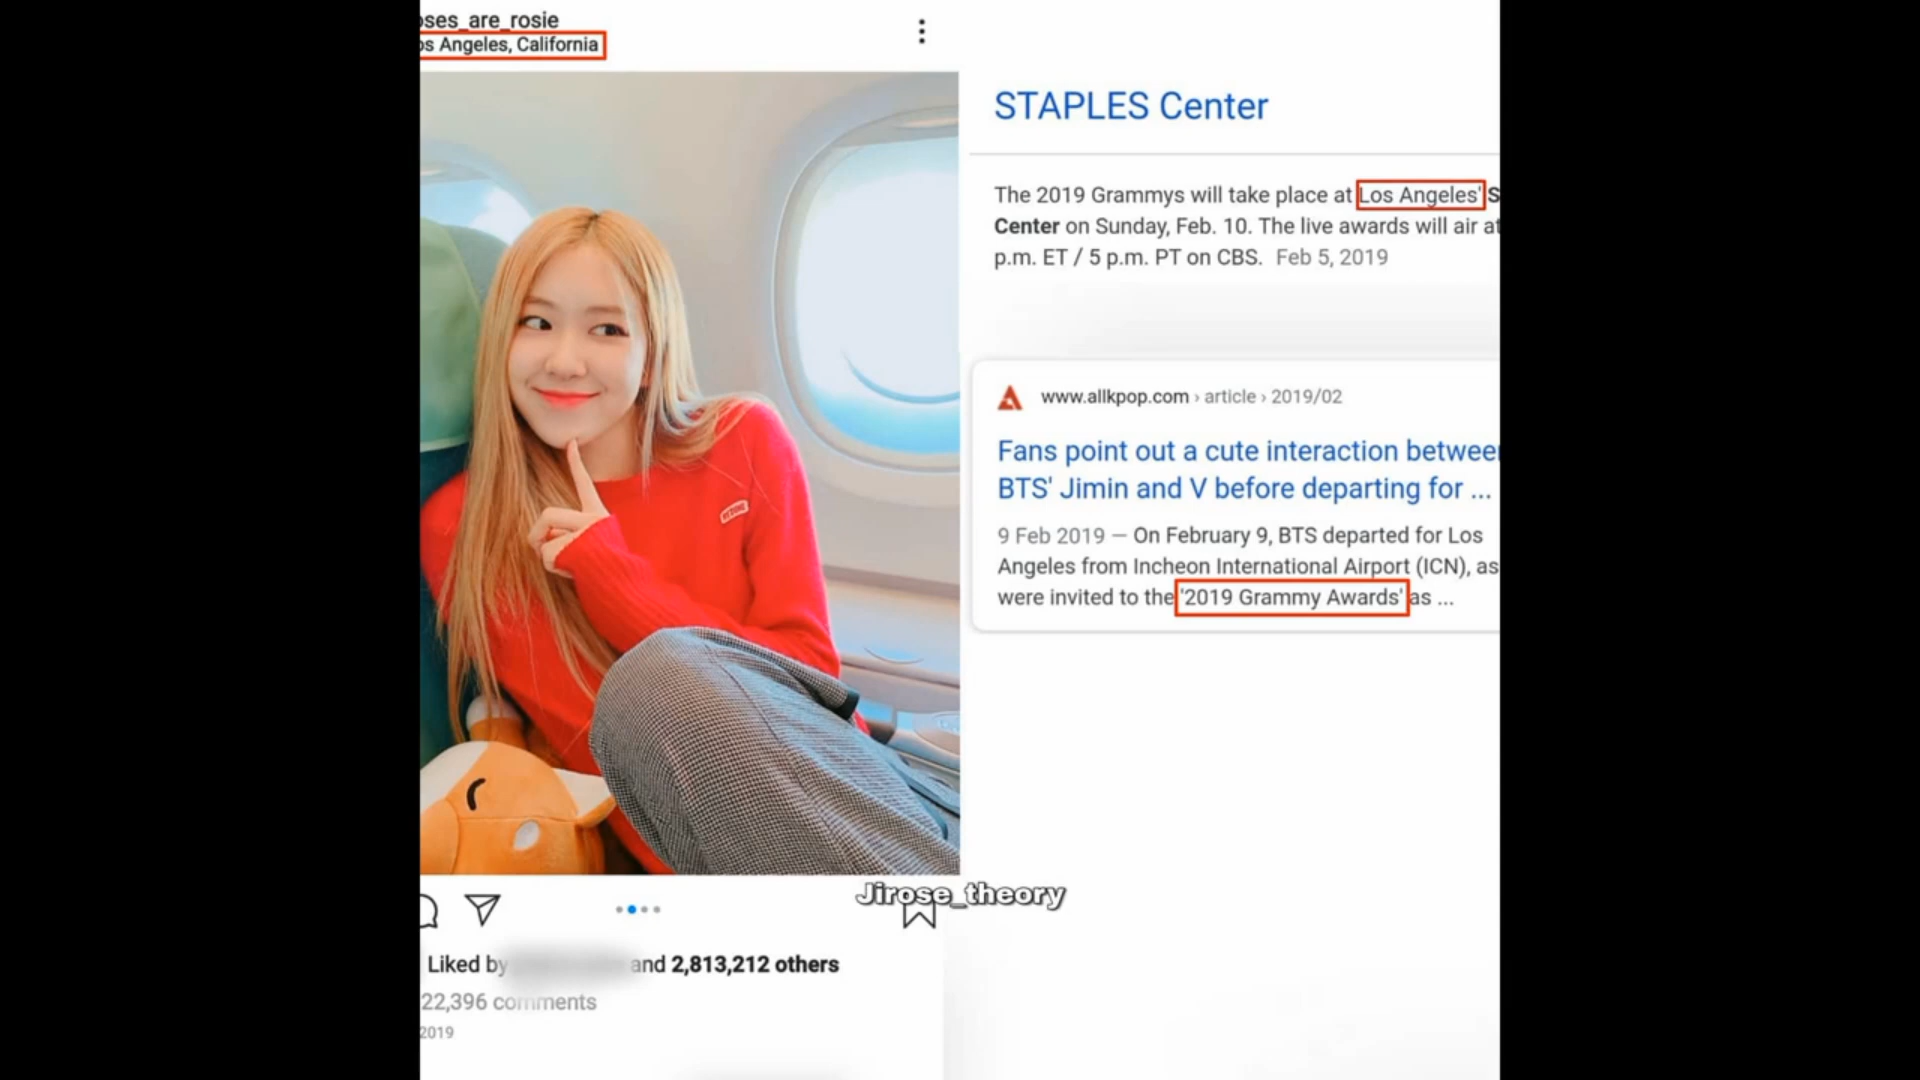 oses_are_rosie
os Angeles, California
STAPLES Center
The 2019 Grammys will take place at Los Angeles' S
Center on Sunday, Feb. 10. The live awards will air at
p.m. ET / 5 p.m. PT on CBS. Feb 5, 2019
www.allkpop.com › article › 2019/02
Fans point out a cute interaction between
BTS' Jimin and V before departing for ...
9 Feb 2019 — On February 9, BTS departed for Los
Angeles from Incheon International Airport (ICN), as
were invited to the '2019 Grammy Awards' as ...
Jirose_theory
Liked by and 2,813,212 others
22,396 comments
2019